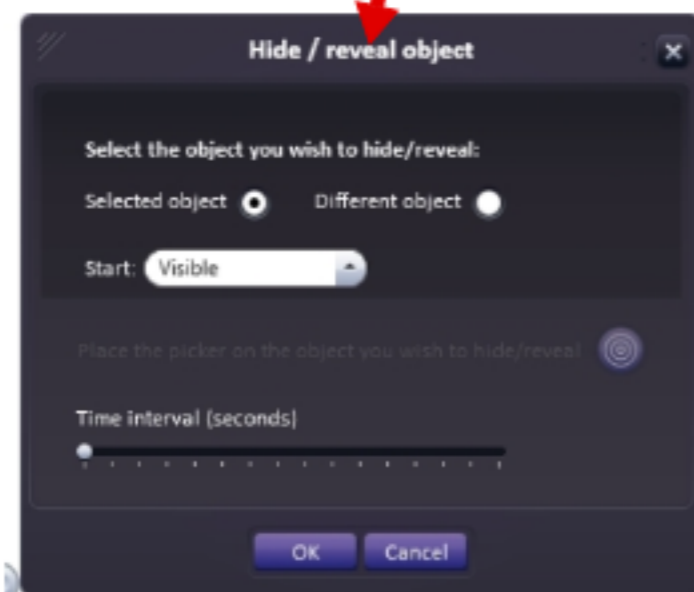 Hide / reveal object
Select the object you wish to hide/reveal:
Selected object Different object
Start: Visible
Place the picker on the object you wish to hide/reveal
Time interval (seconds)
OK Cancel